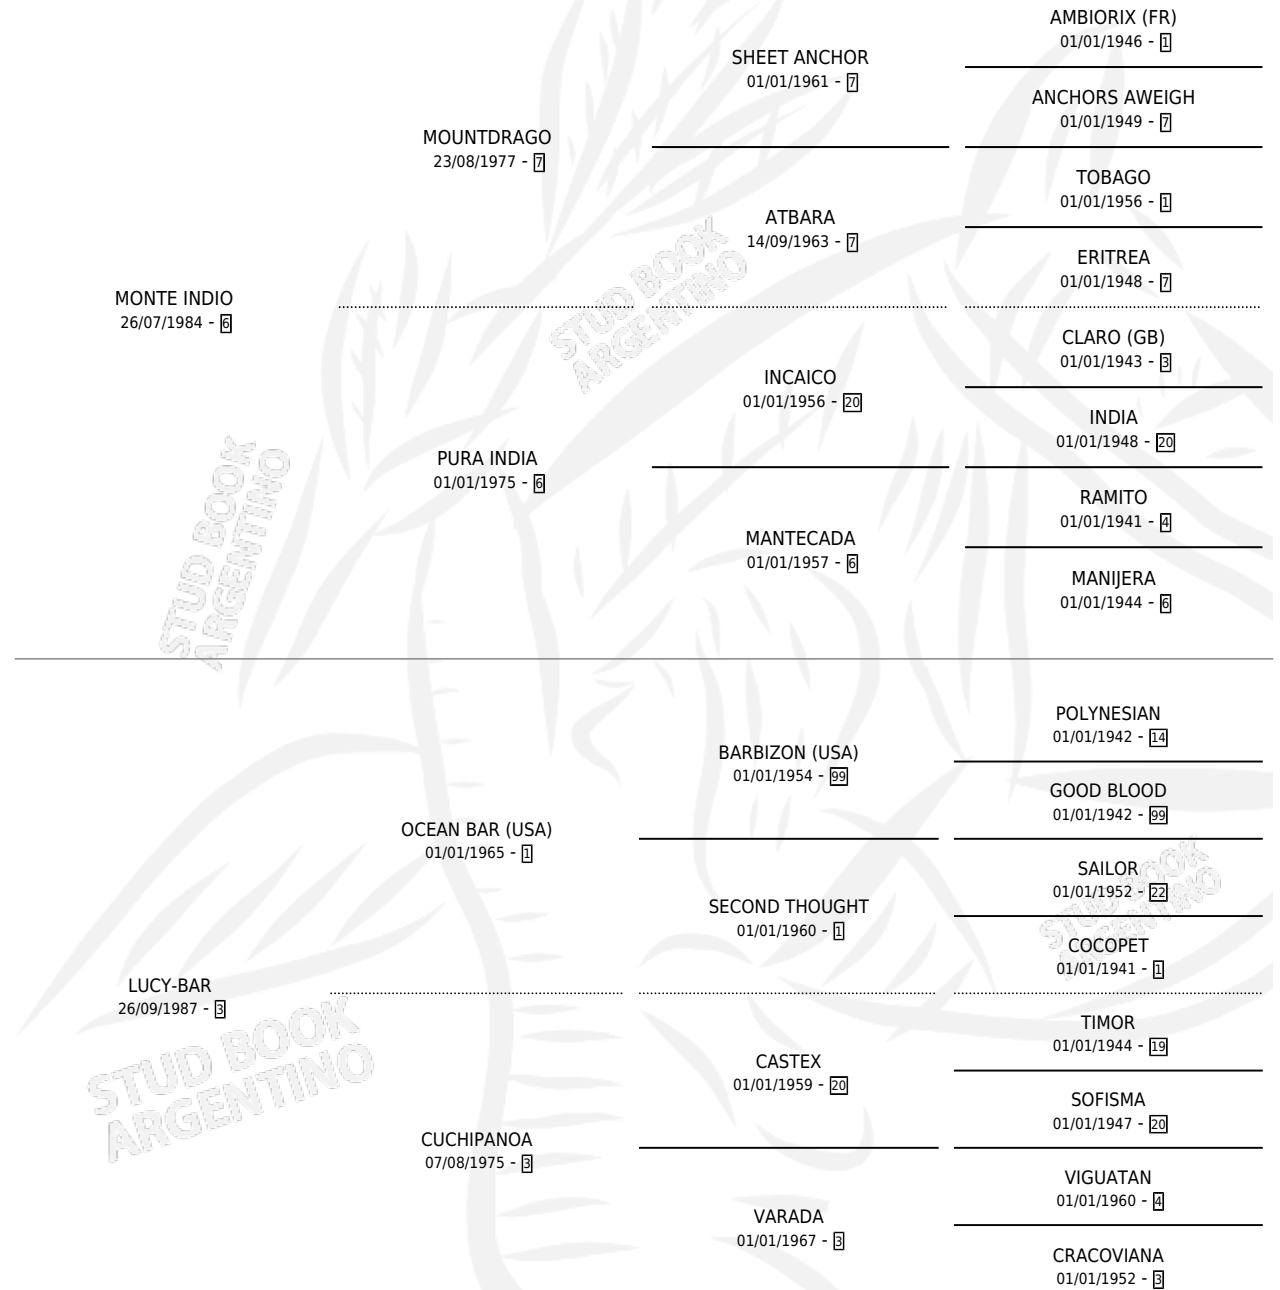 AMBIORIX (FR)
01/01/1946 - 1
SHEET ANCHOR
01/01/1961 - 7
ANCHORS AWEIGH
01/01/1949 - 7
MOUNTDRAGO
23/08/1977 - 7
TOBAGO
01/01/1956 - 1
ATBARA
14/09/1963 - 7
ERITREA
01/01/1948 - 7
MONTE INDIO
26/07/1984 - 6
CLARO (GB)
01/01/1943 - 3
INCAICO
01/01/1956 - 20
INDIA
01/01/1948 - 20
PURA INDIA
01/01/1975 - 6
RAMITO
01/01/1941 - 4
MANTECADA
01/01/1957 - 6
MANIJERA
01/01/1944 - 6
POLYNESIAN
01/01/1942 - 14
BARBIZON (USA)
01/01/1954 - 99
GOOD BLOOD
01/01/1942 - 99
OCEAN BAR (USA)
01/01/1965 - 1
SAILOR
01/01/1952 - 22
SECOND THOUGHT
01/01/1960 - 1
COCOPET
01/01/1941 - 1
LUCY-BAR
26/09/1987 - 3
TIMOR
01/01/1944 - 19
CASTEX
01/01/1959 - 20
SOFISMA
01/01/1947 - 20
CUCHIPANOA
07/08/1975 - 3
VIGUATAN
01/01/1960 - 4
VARADA
01/01/1967 - 3
CRACOVIANA
01/01/1952 - 3
STUD BOOK
ARGENTINO
STUD BOOK
ARGENTINO
STUD BOOK
ARGENTINO
STUD BOOK
ARGENTINO